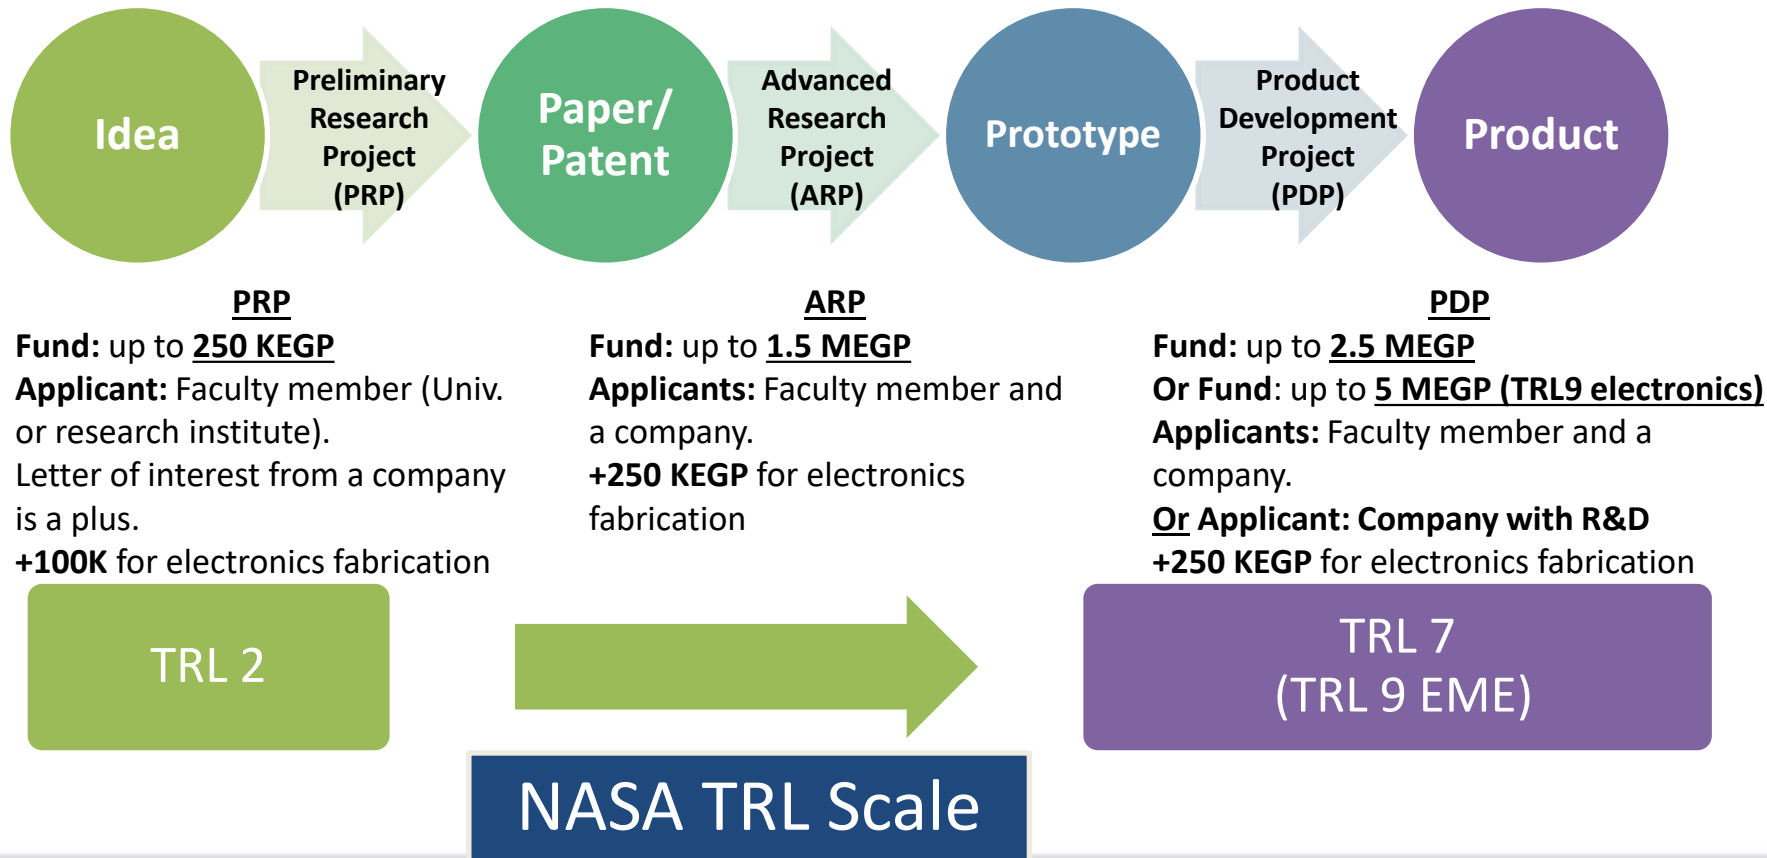 Idea
Preliminary
Research
Project
(PRP)
Paper/
Patent
Advanced
Research
Project
(ARP)
Prototype
Product
Development
Project
(PDP)
Product
PRP
Fund: up to 250 KEGP
Applicant: Faculty member (Univ.
or research institute).
Letter of interest from a company
is a plus.
+100K for electronics fabrication
ARP
Fund: up to 1.5 MEGP
Applicants: Faculty member and
a company.
+250 KEGP for electronics
fabrication
PDP
Fund: up to 2.5 MEGP
Or Fund: up to 5 MEGP (TRL9 electronics)
Applicants: Faculty member and a
company.
Or Applicant: Company with R&D
+250 KEGP for electronics fabrication
TRL 2
TRL 7
(TRL 9 EME)
NASA TRL Scale